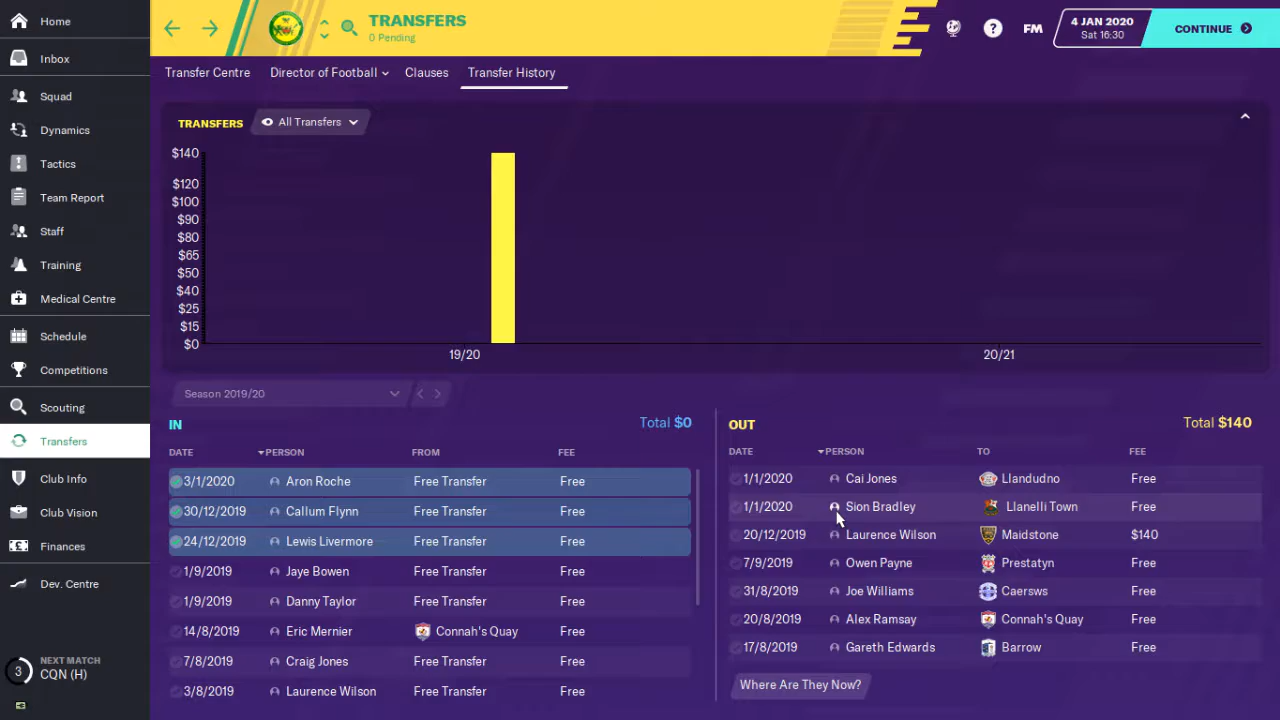 Home
Inbox
Squad
Dynamics
Tactics
Team Report
Staff
Training
Medical Centre
Schedule
Competitions
Scouting
Transfers
Club Info
Club Vision
Finances
Dev. Centre
3
NEXT MATCH
CQN (H)
TRANSFERS
0 Pending
?
FM
4 JAN 2020
Sat 16:30
CONTINUE
Transfer Centre Director of Football Clauses Transfer History
TRANSFERS All Transfers
$140
$120
$100
$90
$80
$65
$50
$40
$25
$15
$0
19/20 20/21
Season 2019/20
IN Total $0
DATE PERSON FROM FEE
3/1/2020 Aron Roche Free Transfer Free
30/12/2019 Callum Flynn Free Transfer Free
24/12/2019 Lewis Livermore Free Transfer Free
1/9/2019 Jaye Bowen Free Transfer Free
1/9/2019 Danny Taylor Free Transfer Free
14/8/2019 Eric Mernier Connah's Quay Free
7/8/2019 Craig Jones Free Transfer Free
3/8/2019 Laurence Wilson Free Transfer Free
OUT Total $140
DATE PERSON TO FEE
1/1/2020 Cai Jones Llandudno Free
1/1/2020 Sion Bradley Llanelli Town Free
20/12/2019 Laurence Wilson Maidstone $140
7/9/2019 Owen Payne Prestatyn Free
31/8/2019 Joe Williams Caersws Free
20/8/2019 Alex Ramsay Connah's Quay Free
17/8/2019 Gareth Edwards Barrow Free
Where Are They Now?